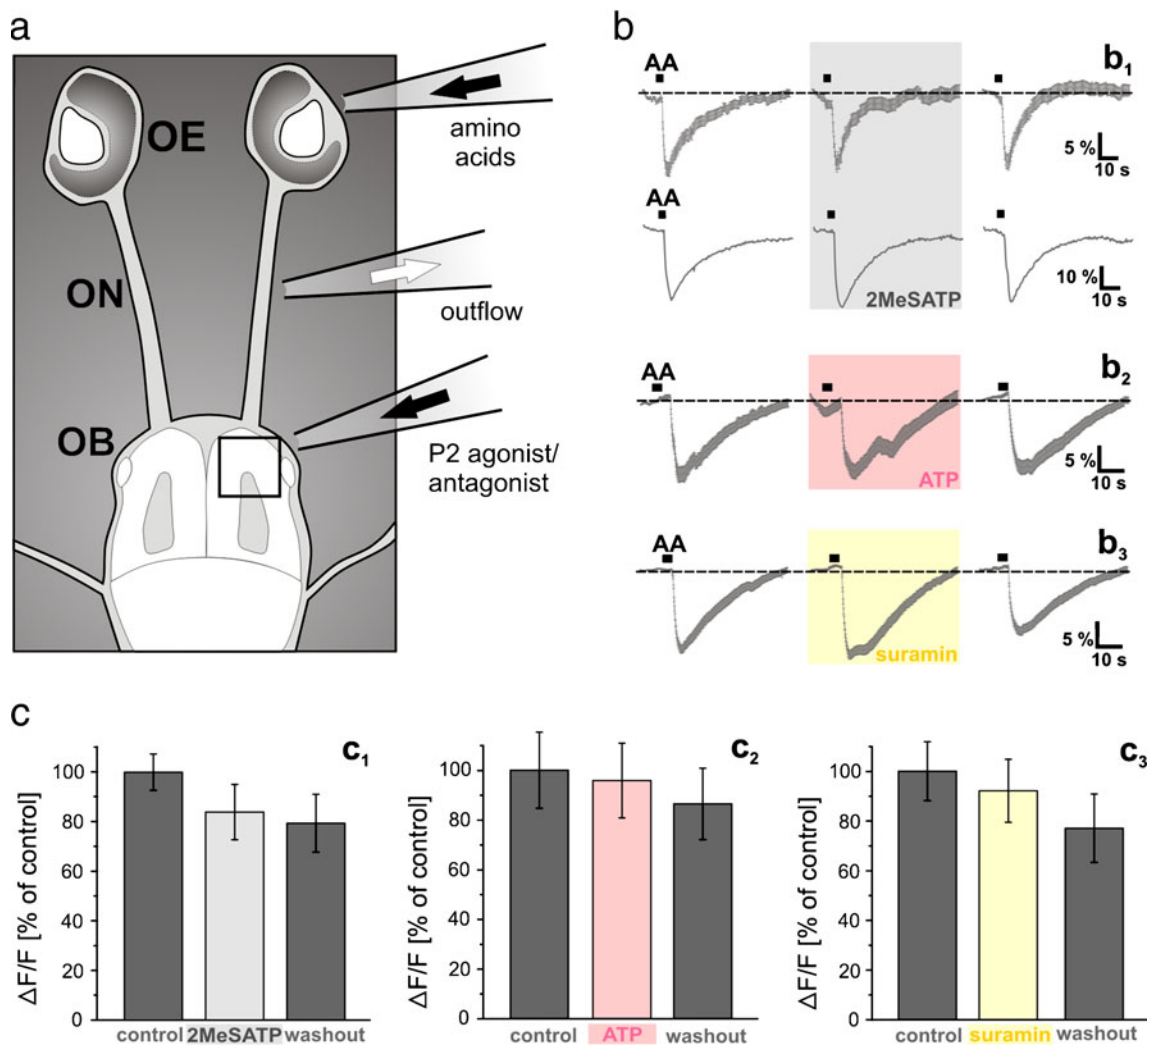 a
OE
amino
acids
ON
outflow
OB
P2 agonist/
antagonist
b
AA
b1
5 %
10 s
AA
10 %
10 s
2MeSATP
AA
b2
5 %
10 s
ATP
AA
b3
5 %
10 s
suramin
c
c1
ΔF/F [% of control]
100
80
60
40
20
0
control 2MeSATP washout
c2
ΔF/F [% of control]
100
80
60
40
20
0
control ATP washout
c3
ΔF/F [% of control]
100
80
60
40
20
0
control suramin washout